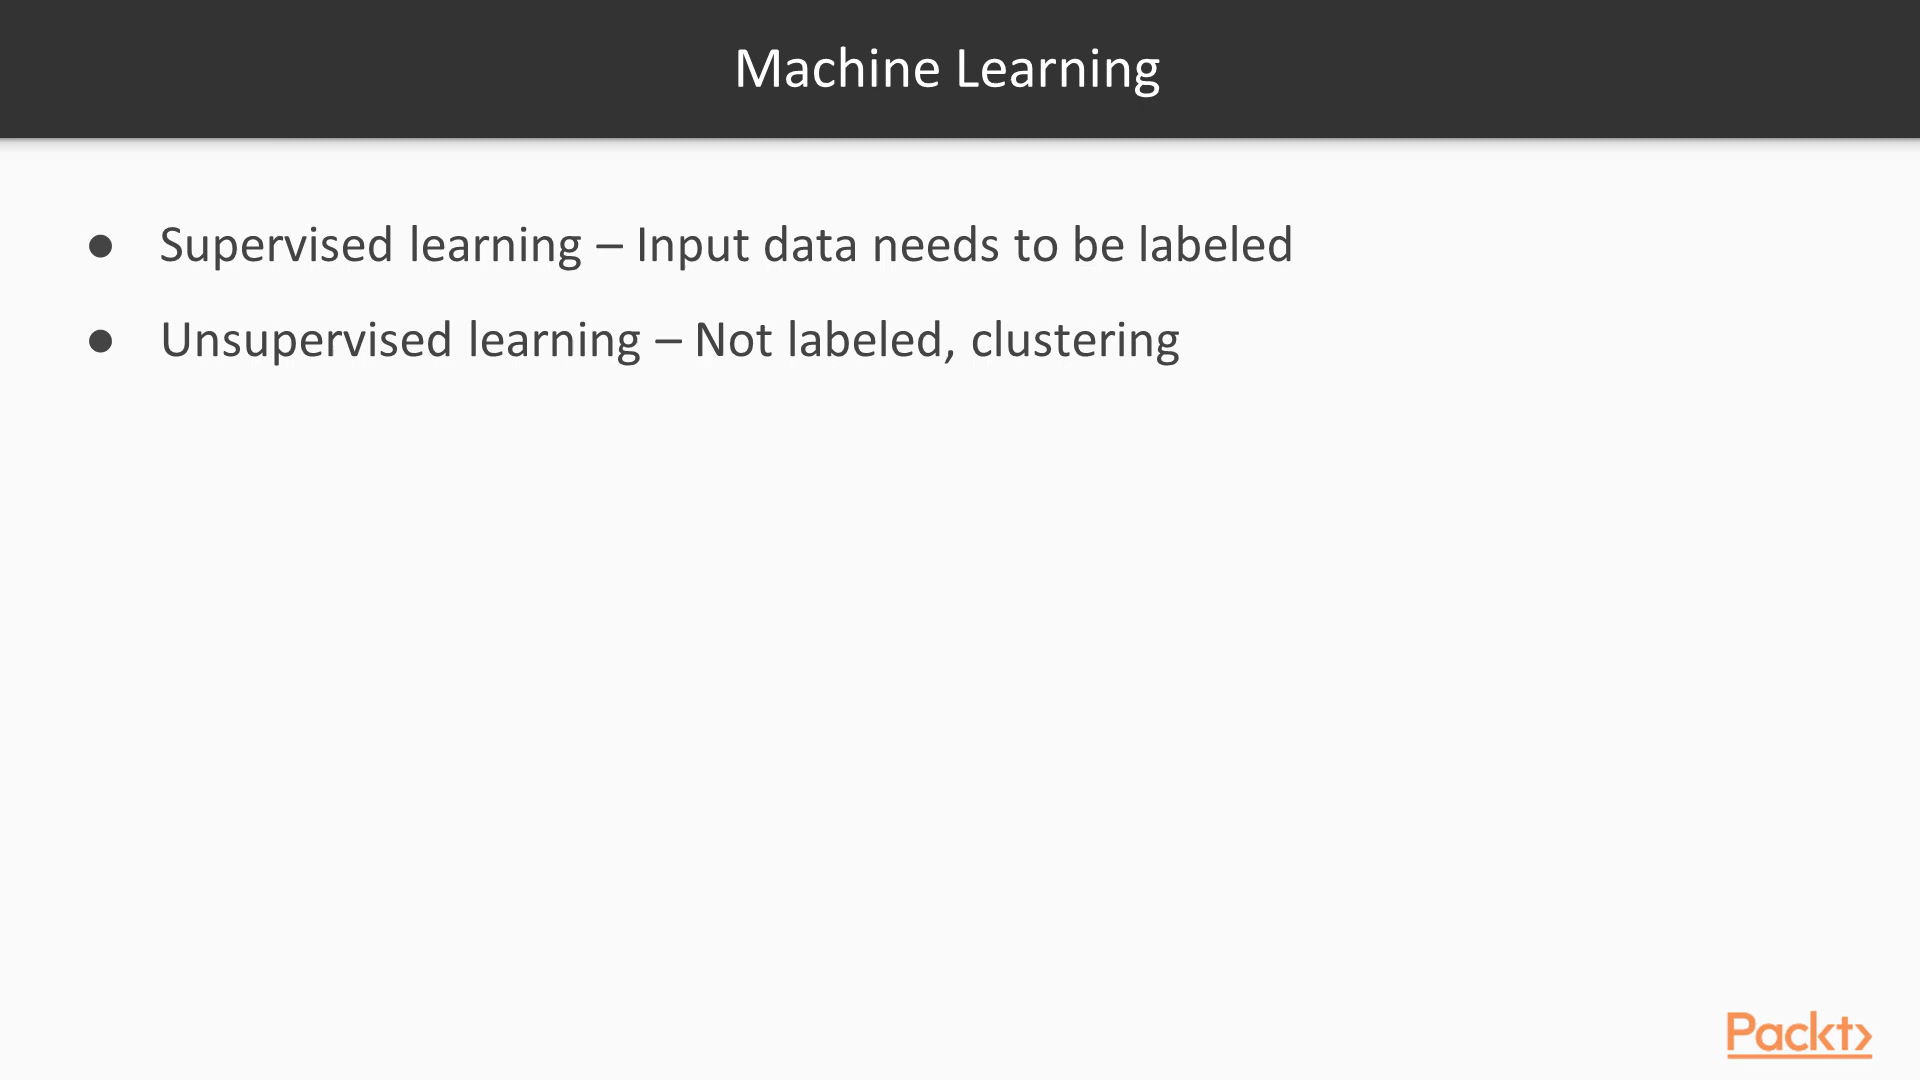 Machine Learning
● Supervised learning – Input data needs to be labeled
● Unsupervised learning – Not labeled, clustering
Packt>